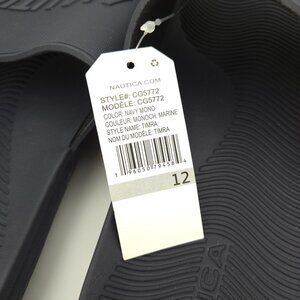 NAUTICA.COM
STYLE#: CG5772
MODÈLE: CG5772
COLOR: NAVY MONO
COULEUR: MONOCH. MARINE
STYLE NAME: TIMRA
NOM DU MODÈLE: TIMRA
12